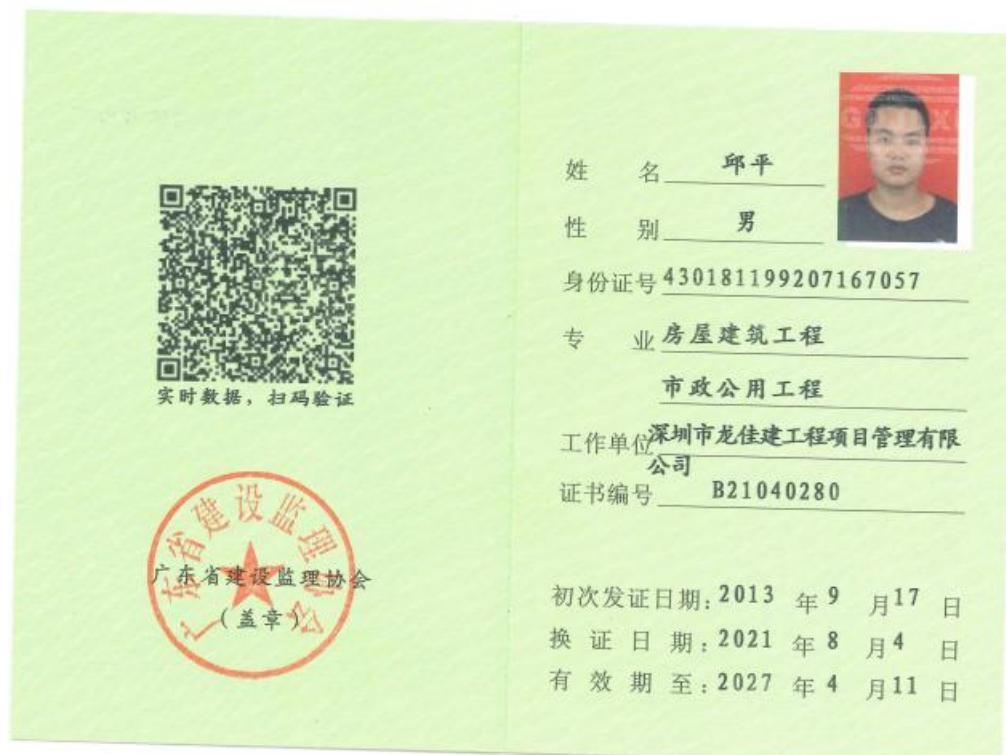 实时数据，扫码验证
广东省建设监理协会
广东省建设监理协会
（盖章）
姓 名 邱平
性 别 男
身份证号 430181199207167057
专 业 房屋建筑工程
市政公用工程
工作单位 深圳市龙佳建工程项目管理有限
公司
证书编号 B21040280
初次发证日期：2013 年 9 月 17 日
换 证 日 期：2021 年 8 月 4 日
有 效 期 至：2027 年 4 月 11 日